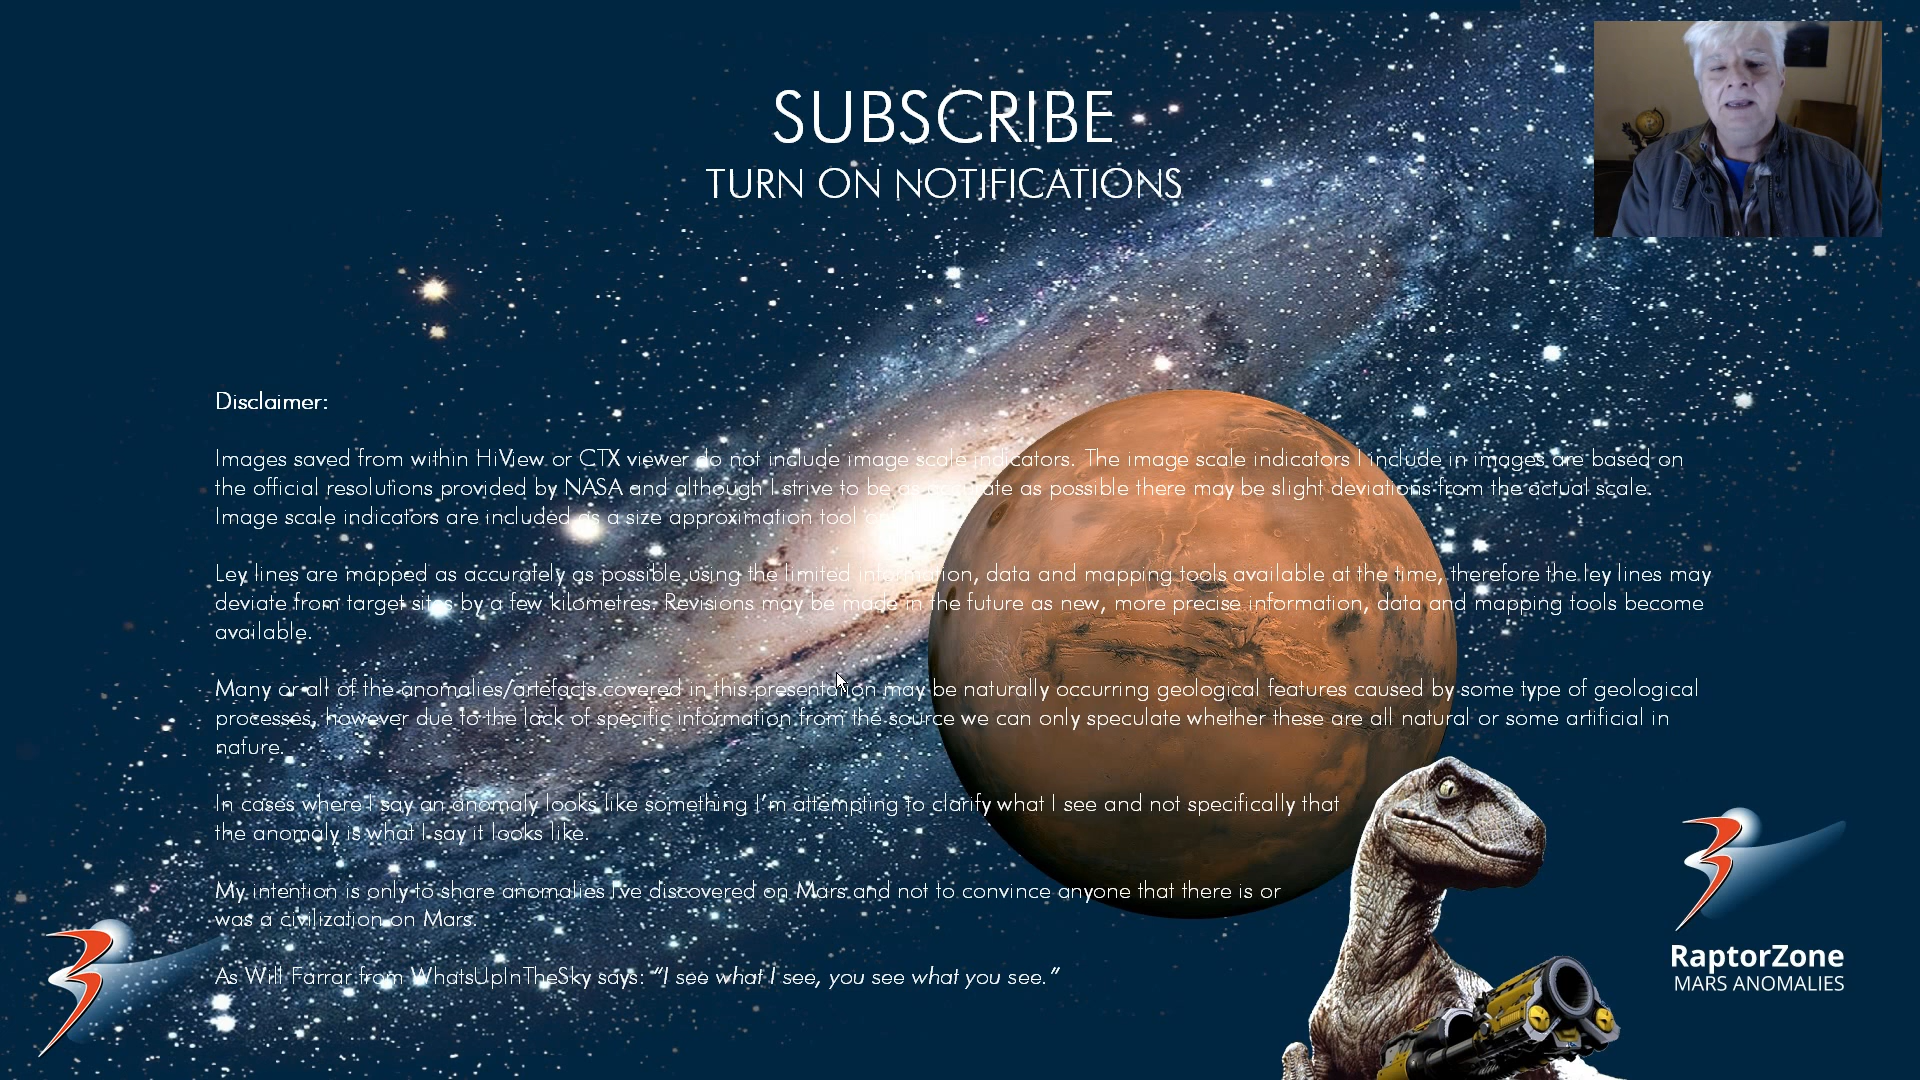 SUBSCRIBE
TURN ON NOTIFICATIONS
Disclaimer:
Images saved from within HiView or CTX viewer do not include image scale indicators. The image scale indicators I include in images are based on
the official resolutions provided by NASA and although I strive to be as accurate as possible there may be slight deviations from the actual scale.
Image scale indicators are included as a size approximation tool
Ley lines are mapped as accurately as possible using the limited information, data and mapping tools available at the time, therefore the ley lines may
deviate from target sites by a few kilometres. Revisions may be made in the future as new, more precise information, data and mapping tools become
available.
Many or all of the anomalies/artefacts covered in this presentation may be naturally occurring geological features caused by some type of geological
processes, however due to the lack of specific information from the source we can only speculate whether these are all natural or some artificial in
nature.
In cases where I say an anomaly looks like something I'm attempting to clarify what I see and not specifically that
the anomaly is what I say it looks like.
My intention is only to share anomalies I've discovered on Mars and not to convince anyone that there is or
was a civilization on Mars.
As Will Farrar from WhatsUpInTheSky says: "I see what I see, you see what you see."
RaptorZone
MARS ANOMALIES